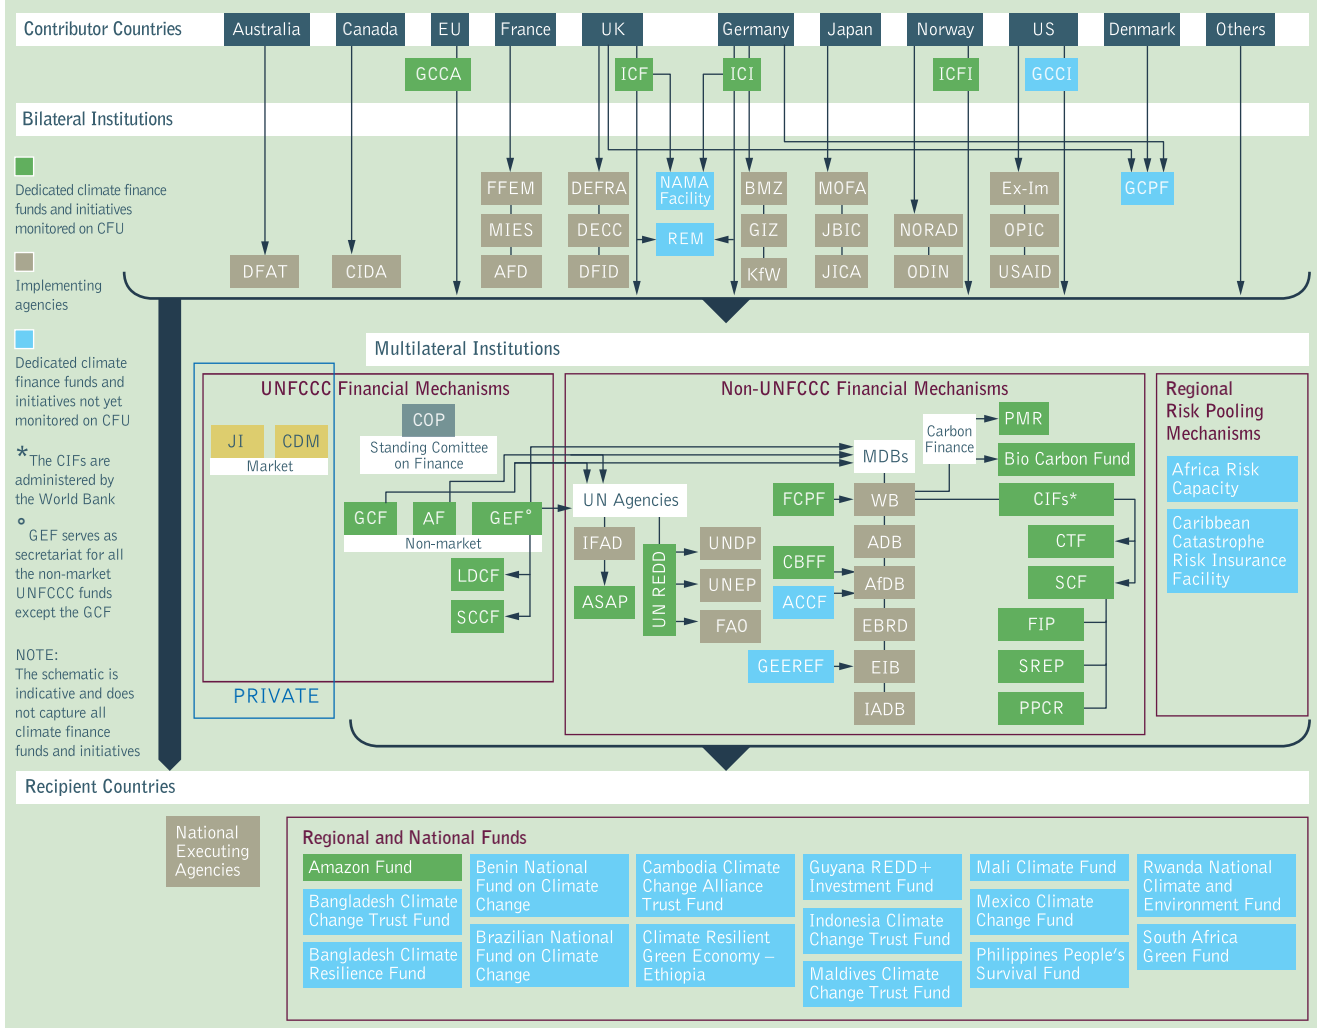 Contributor Countries
Australia
Canada
EU
France
UK
Germany
Japan
Norway
US
Denmark
Others
GCCA
ICF
ICI
ICFI
GCCI
Bilateral Institutions
Dedicated climate finance
funds and initiatives
monitored on CFU
Implementing
agencies
Dedicated climate
finance funds and
initiatives not yet
monitored on CFU
*The CIFs are
administered by
the World Bank
° GEF serves as
secretariat for all
the non-market
UNFCCC funds
except the GCF
NOTE:
The schematic is
indicative and does
not capture all
climate finance
funds and initiatives
FFEM
DEFRA
NAMA
Facility
BMZ
MOFA
Ex-Im
GCPF
MIES
DECC
REM
GIZ
JBIC
NORAD
OPIC
DFAT
CIDA
AFD
DFID
KfW
JICA
ODIN
USAID
Multilateral Institutions
UNFCCC Financial Mechanisms
COP
Standing Comittee
on Finance
JI
CDM
Market
GCF
AF
GEF°
Non-market
LDCF
SCCF
PRIVATE
Non-UNFCCC Financial Mechanisms
MDBs
Carbon
Finance
PMR
Bio Carbon Fund
UN Agencies
FCPF
WB
CIFs*
IFAD
UNDP
ADB
CTF
UN REDD
CBFF
AfDB
SCF
UNEP
ASAP
ACCF
FAO
EBRD
FIP
GEEREF
EIB
SREP
IADB
PPCR
Regional
Risk Pooling
Mechanisms
Africa Risk
Capacity
Caribbean
Catastrophe
Risk Insurance
Facility
Recipient Countries
National
Executing
Agencies
Regional and National Funds
Amazon Fund
Bangladesh Climate
Change Trust Fund
Bangladesh Climate
Resilience Fund
Benin National
Fund on Climate
Change
Brazilian National
Fund on Climate
Change
Cambodia Climate
Change Alliance
Trust Fund
Climate Resilient
Green Economy –
Ethiopia
Guyana REDD+
Investment Fund
Indonesia Climate
Change Trust Fund
Maldives Climate
Change Trust Fund
Mali Climate Fund
Mexico Climate
Change Fund
Philippines People's
Survival Fund
Rwanda National
Climate and
Environment Fund
South Africa
Green Fund